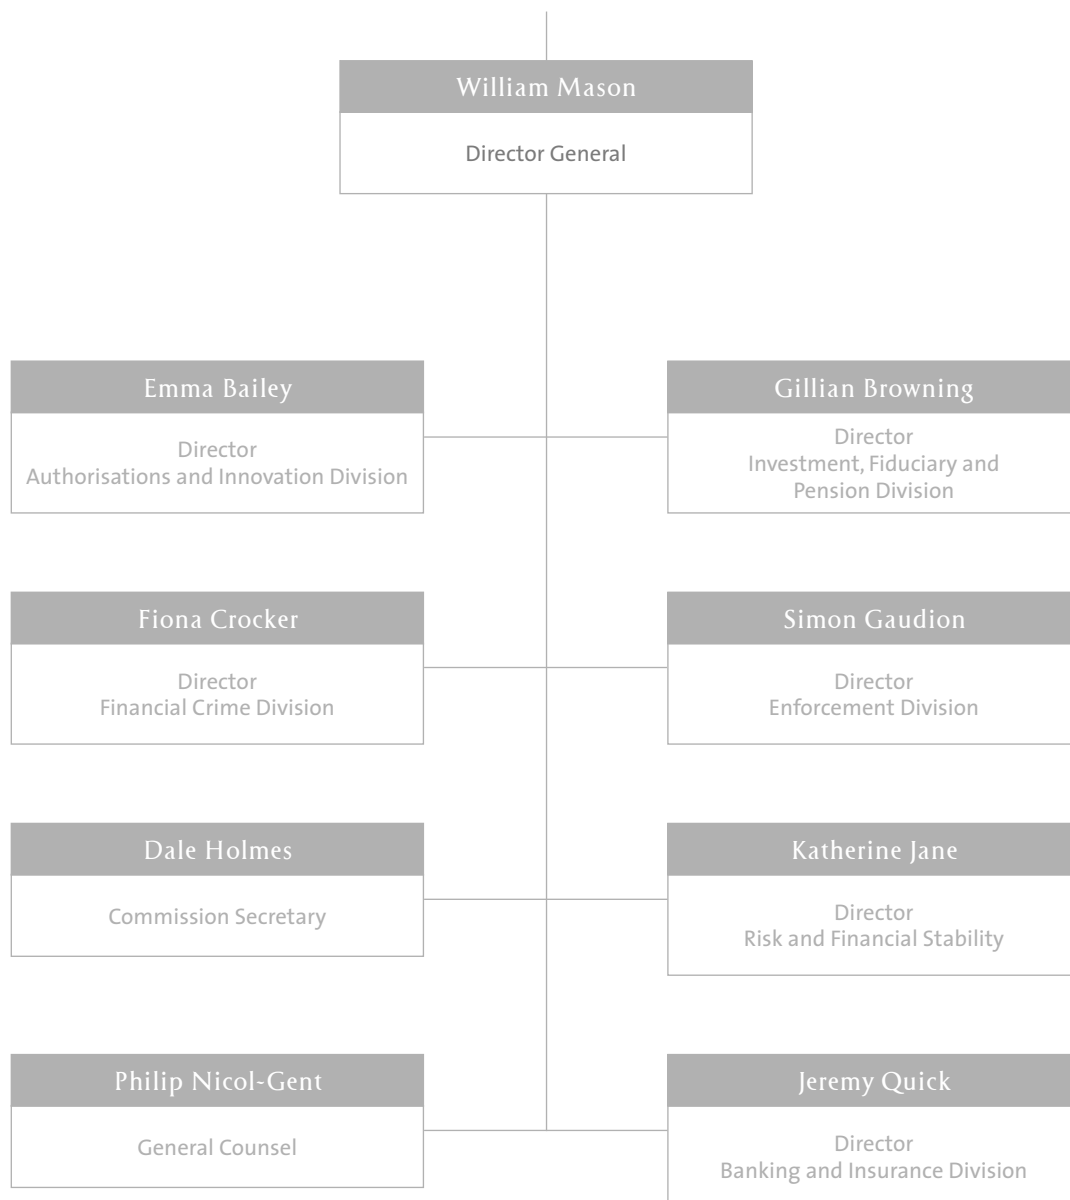 William Mason
Director General
Emma Bailey
Director
Authorisations and Innovation Division
Gillian Browning
Director
Investment, Fiduciary and
Pension Division
Fiona Crocker
Director
Financial Crime Division
Simon Gaudion
Director
Enforcement Division
Dale Holmes
Commission Secretary
Katherine Jane
Director
Risk and Financial Stability
Philip Nicol-Gent
General Counsel
Jeremy Quick
Director
Banking and Insurance Division